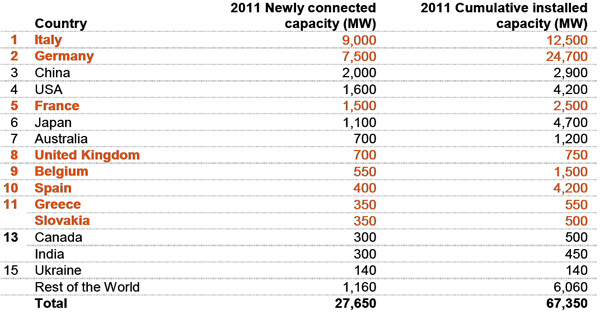 Country 2011 Newly connected capacity (MW) 2011 Cumulative installed capacity (MW)
1 Italy 9,000 12,500
2 Germany 7,500 24,700
3 China 2,000 2,900
4 USA 1,600 4,200
5 France 1,500 2,500
6 Japan 1,100 4,700
7 Australia 700 1,200
8 United Kingdom 700 750
9 Belgium 550 1,500
10 Spain 400 4,200
11 Greece 350 550
Slovakia 350 500
13 Canada 300 500
India 300 450
15 Ukraine 140 140
Rest of the World 1,160 6,060
Total 27,650 67,350